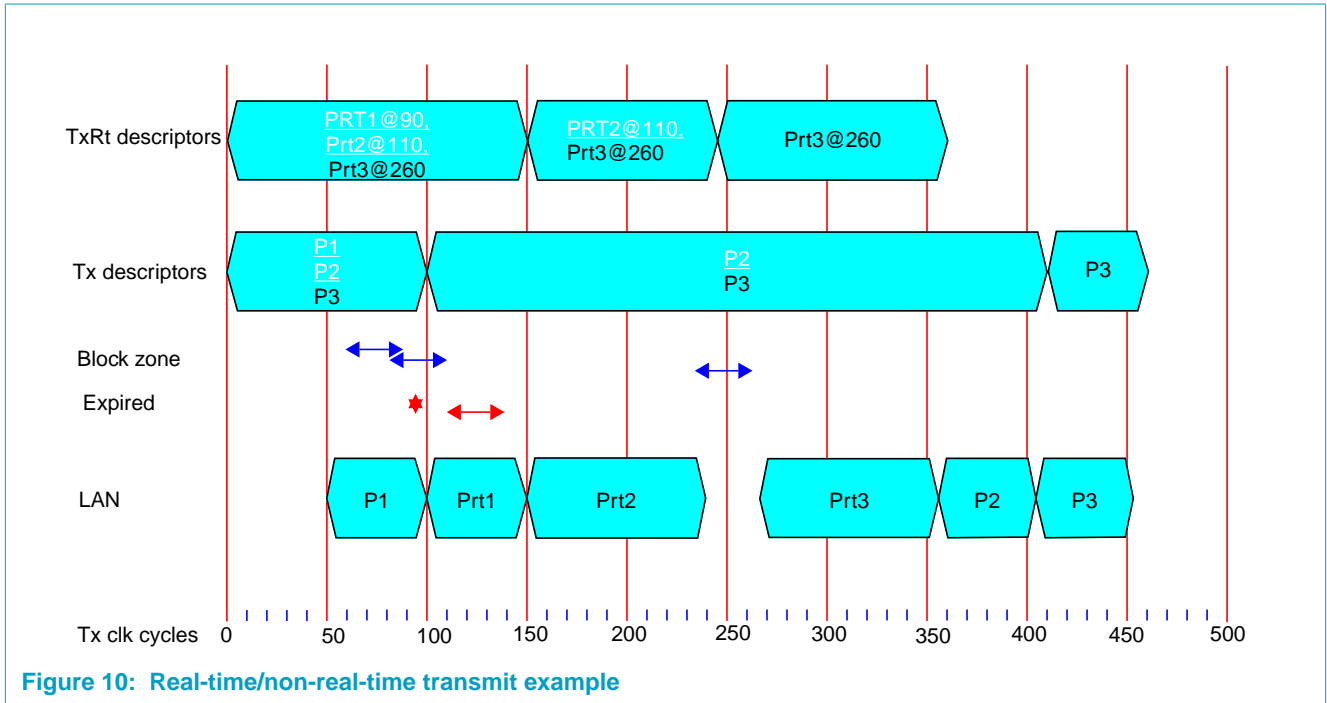 TxRt descriptors
PRT1@90,
Prt2@110,
Prt3@260
PRT2@110,
Prt3@260
Prt3@260
Tx descriptors
P1
P2
P3
P2
P3
P3
Block zone
Expired
LAN
P1
Prt1
Prt2
Prt3
P2
P3
Tx clk cycles
0 50 100 150 200 250 300 350 400 450 500
Figure 10: Real-time/non-real-time transmit example